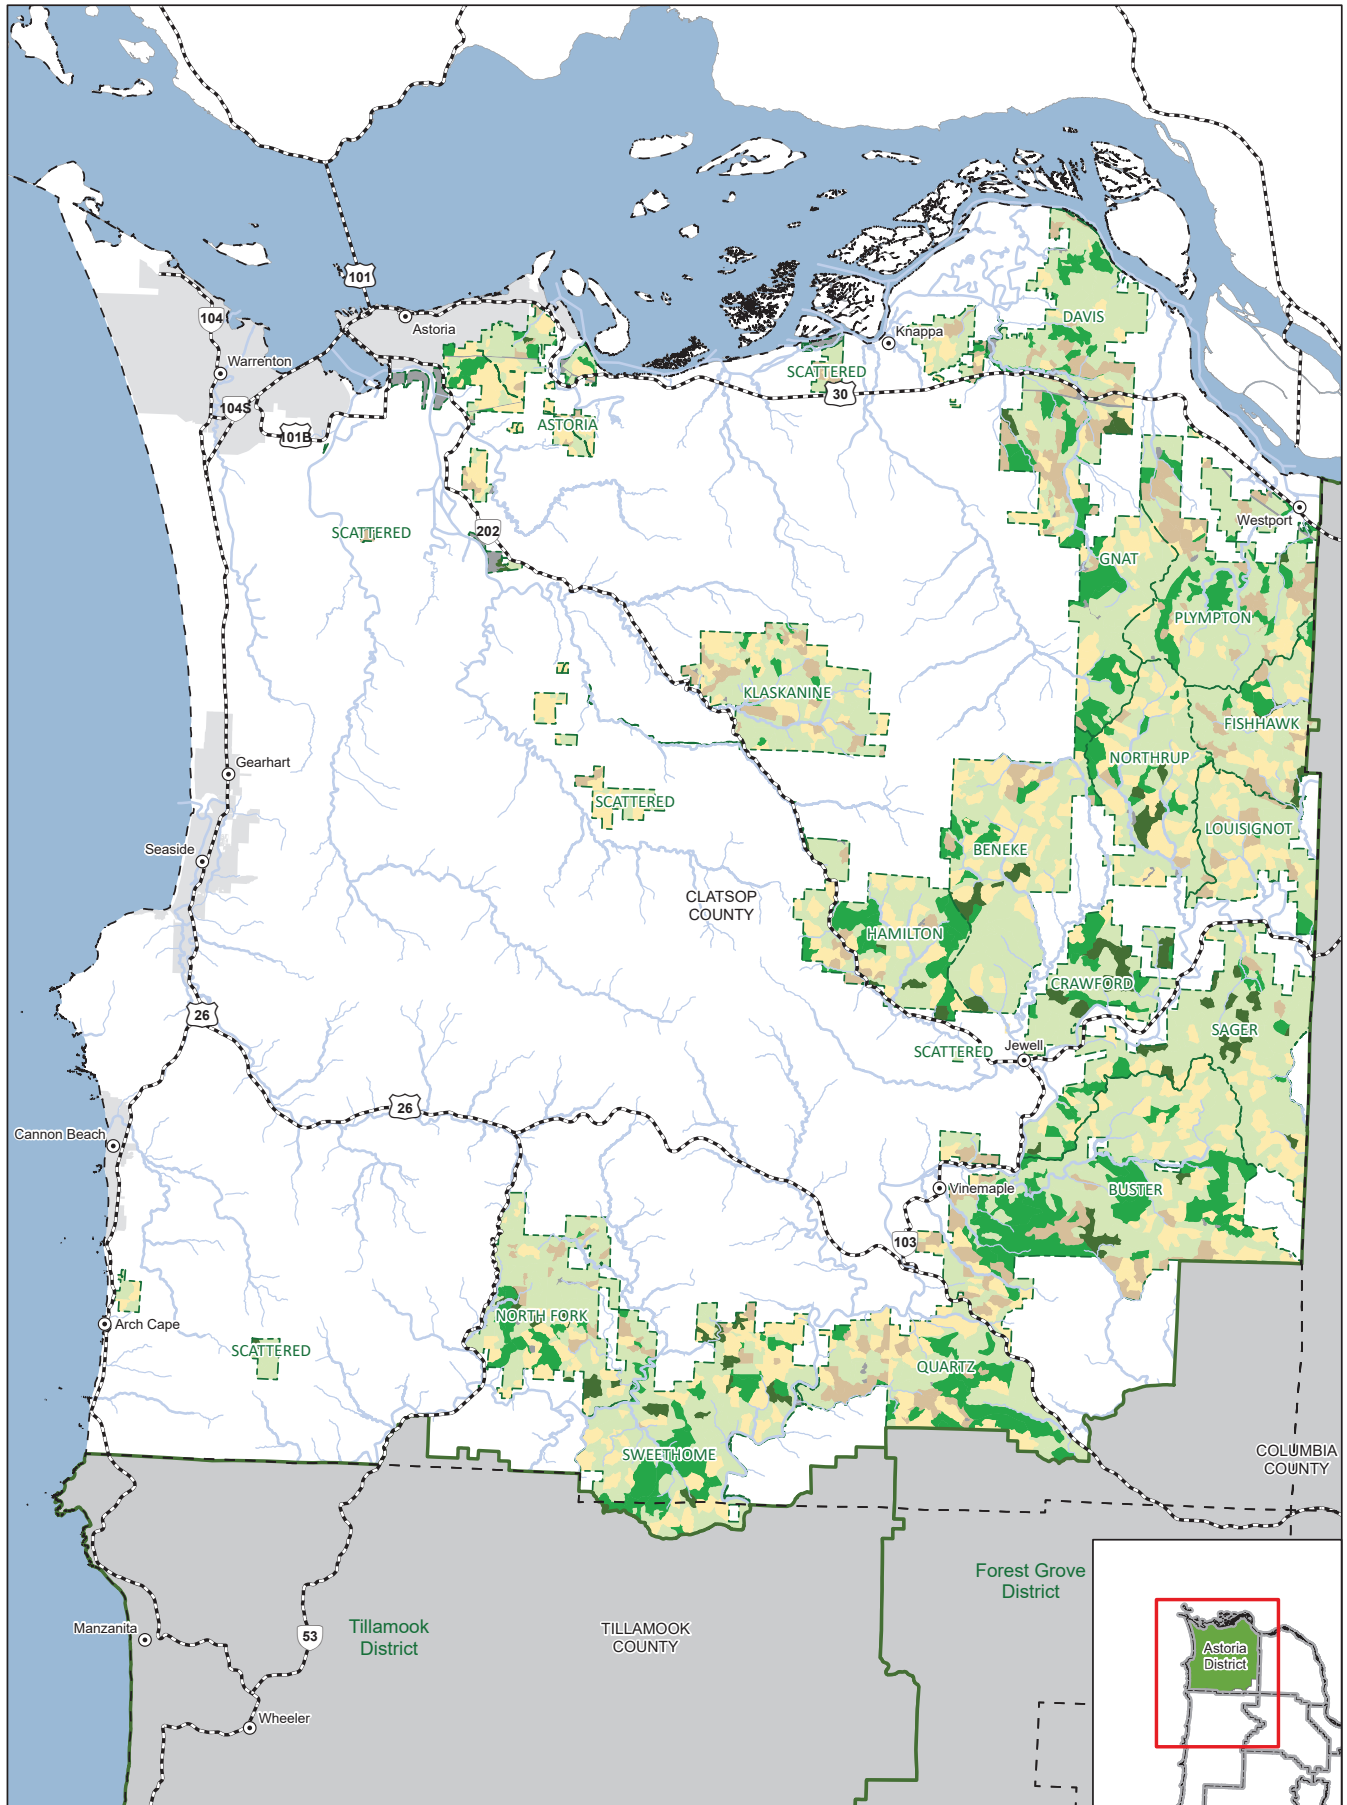 101
104
Astoria
Warrenton
104S
101B
Knappa
DAVIS
SCATTERED
30
ASTORIA
SCATTERED
202
Westport
GNAT
PLYMPTON
KLASKANINE
FISHHAWK
NORTHRUP
Gearhart
SCATTERED
LOUISIGNOT
Seaside
BENEKE
CLATSOP
COUNTY
HAMILTON
CRAWFORD
26
SAGER
SCATTERED
Jewell
26
Cannon Beach
Vinemaple
BUSTER
103
NORTH FORK
Arch Cape
SCATTERED
QUARTZ
SWEETHOME
COLUMBIA
COUNTY
Forest Grove
District
Manzanita
53
Tillamook
District
TILLAMOOK
COUNTY
Astoria
District
Wheeler